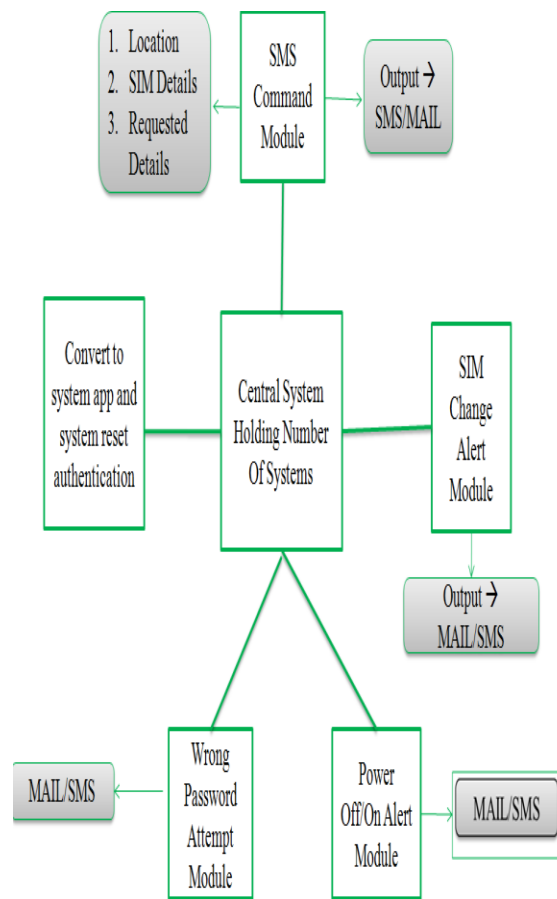 1. Location
2. SIM Details
3. Requested
Details
SMS
Command
Module
Output →
SMS/MAIL
Convert to
system app and
system reset
authentication
Central System
Holding Number
Of Systems
SIM
Change
Alert
Module
Output →
MAIL/SMS
MAIL/SMS
Wrong
Password
Attempt
Module
Power
Off/On Alert
Module
MAIL/SMS